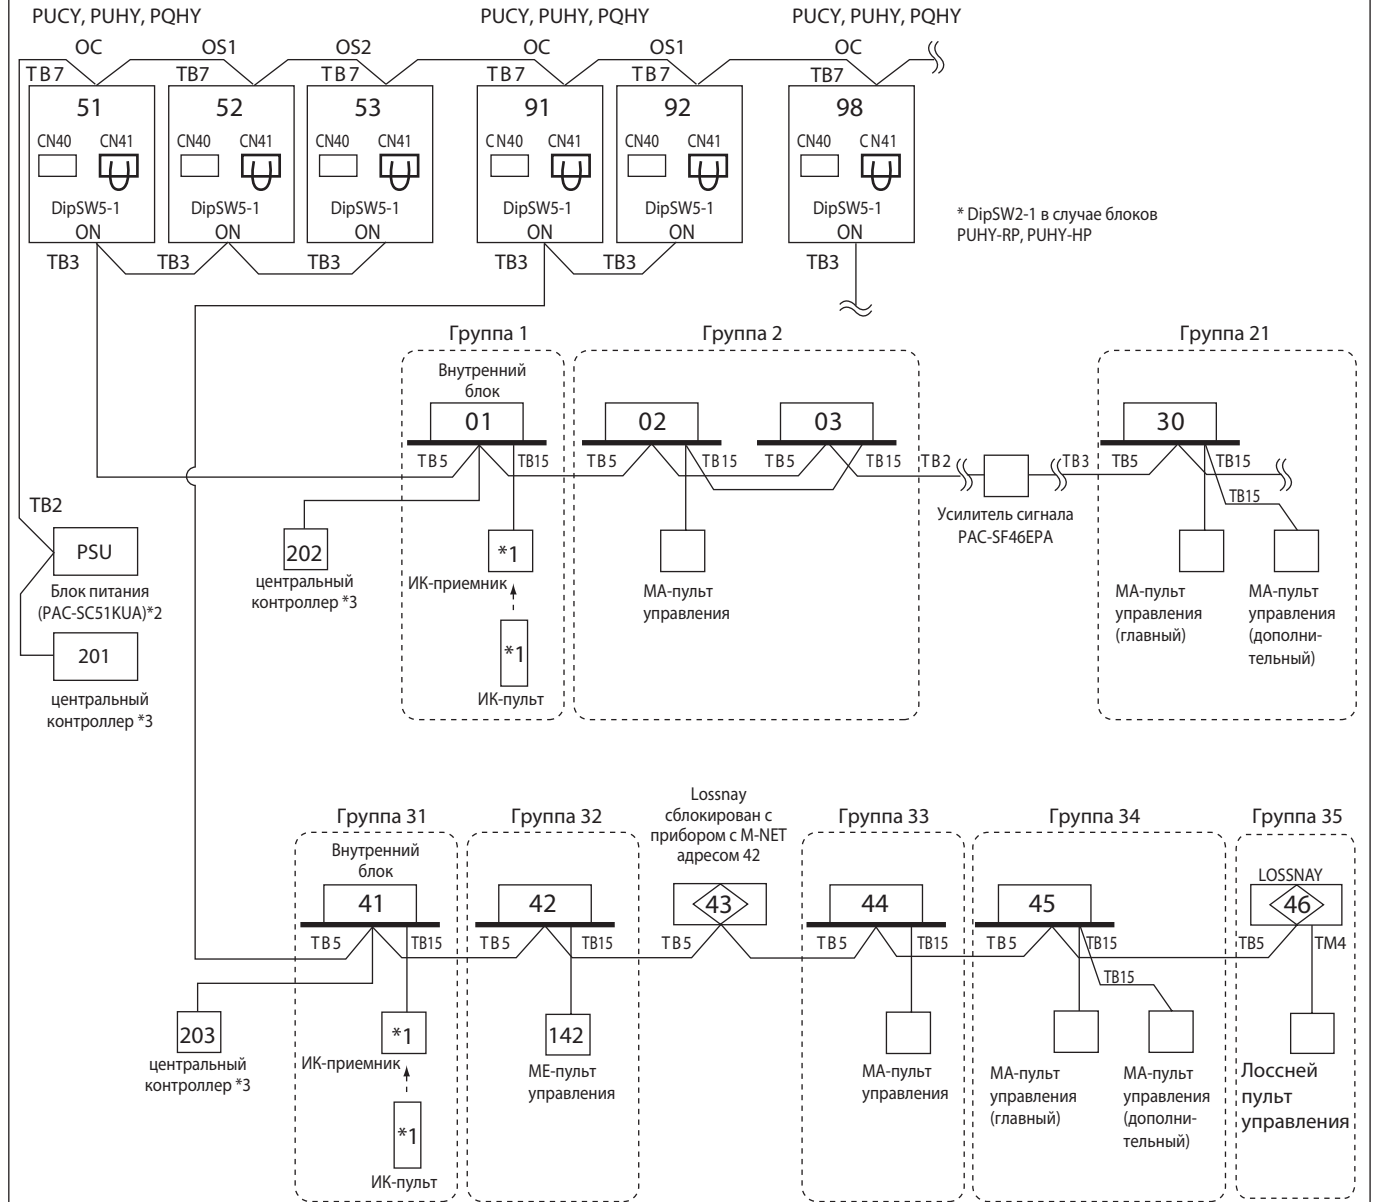 PUCY, PUHY, PQHY PUCY, PUHY, PQHY PUCY, PUHY, PQHY
OC OS1 OS2 OC OS1 OC
TB7 TB7 TB7 TB7 TB7 TB7
51 52 53 91 92 98
CN40 CN41 CN40 CN41 CN40 CN41 CN40 CN41 CN40 CN41 CN40 CN41
DipSW5-1 DipSW5-1 DipSW5-1 DipSW5-1 DipSW5-1 DipSW5-1
ON ON ON ON ON ON
* DipSW2-1 в случае блоков
PUHY-RP, PUHY-HP
TB3 TB3 TB3 TB3 TB3 TB3
Группа 1 Группа 2 Группа 21
Внутренний
блок
01 02 03 30
TB5 TB15 TB5 TB15 TB5 TB15 TB2 TB3 TB5 TB15
TB15
Усилитель сигнала
PAC-SF46EPA
TB2
PSU
Блок питания
(PAC-SC51KUA)*2
201
центральный
контроллер *3
202
центральный
контроллер *3
*1
ИК-приемник
*1
ИК-пульт
МА-пульт
управления
МА-пульт
управления
(главный)
МА-пульт
управления
(дополни-
тельный)
Группа 31 Группа 32
Lossnay
сблокирован с
прибором с M-NET
адресом 42
Группа 33 Группа 34 Группа 35
Внутренний
блок
LOSSNAY
41 42 43 44 45 46
TB5 TB15 TB5 TB15 TB5 TB5 TB15 TB5 TB15 TB5 TM4
TB15
203
центральный
контроллер *3
*1
ИК-приемник
*1
ИК-пульт
142
МЕ-пульт
управления
МА-пульт
управления
МА-пульт
управления
(главный)
МА-пульт
управления
(дополни-
тельный)
Лоссней
пульт
управления